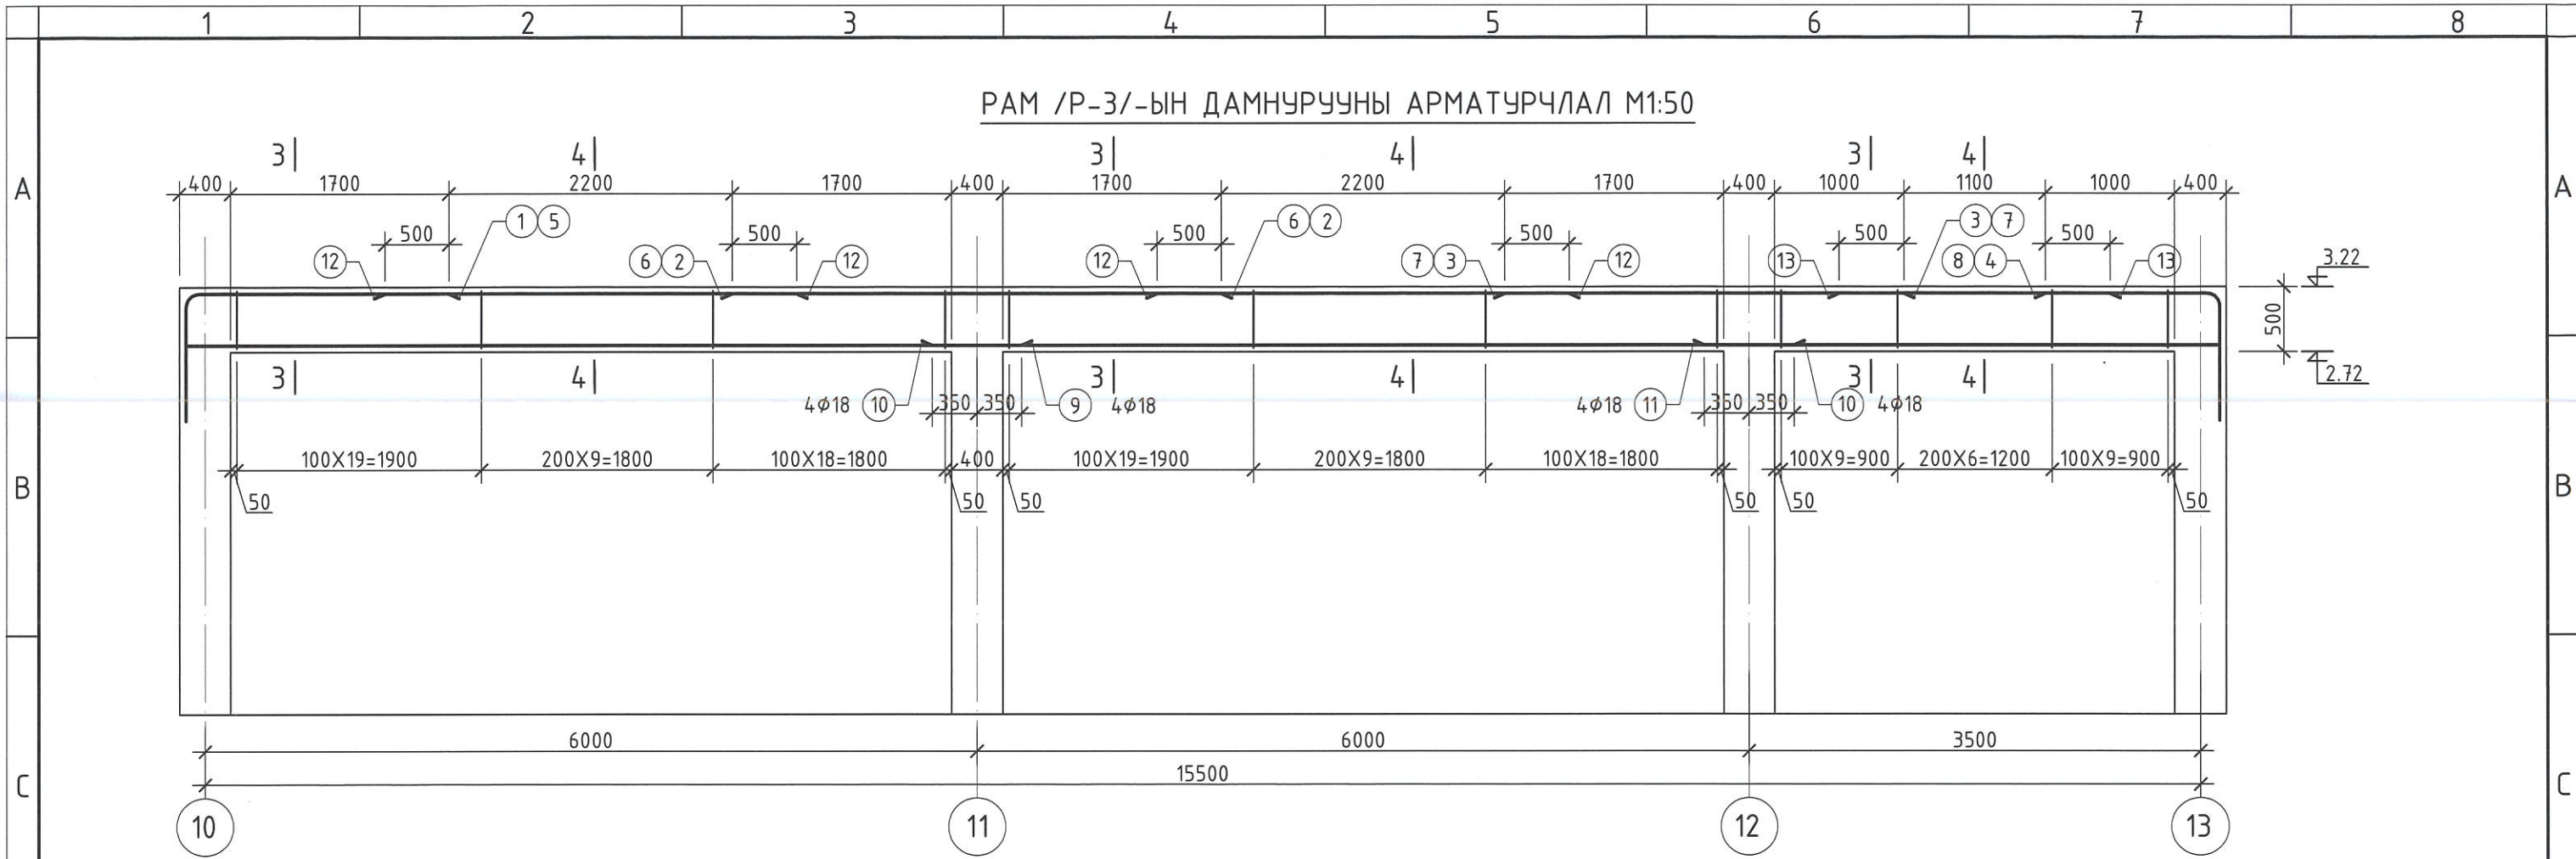 1 2 3 4 5 6 7 8
РАМ /Р-3/-ЫН ДАМНУРУУНЫ АРМАТУРЧЛАЛ М1:50
3 4 3 4 3 4
A A
400 1700 2200 1700 400 1700 2200 1700 400 1000 1100 1000 400
1 5 6 2 3 7
500 500 500 500 500 500
12 6 2 12 12 7 3 12 13 8 4 13 3.22
500
3 4 3 4 3 4 2.72
4ϕ18 10 350 350 9 4ϕ18 4ϕ18 11 350 350 10 4ϕ18
100X19=1900 200X9=1800 100X18=1800 400 100X19=1900 200X9=1800 100X18=1800 100X9=900 200X6=1200 100X9=900
B B
50 50 50 50 50 50
6000 6000 3500
15500
C C
10 11 12 13